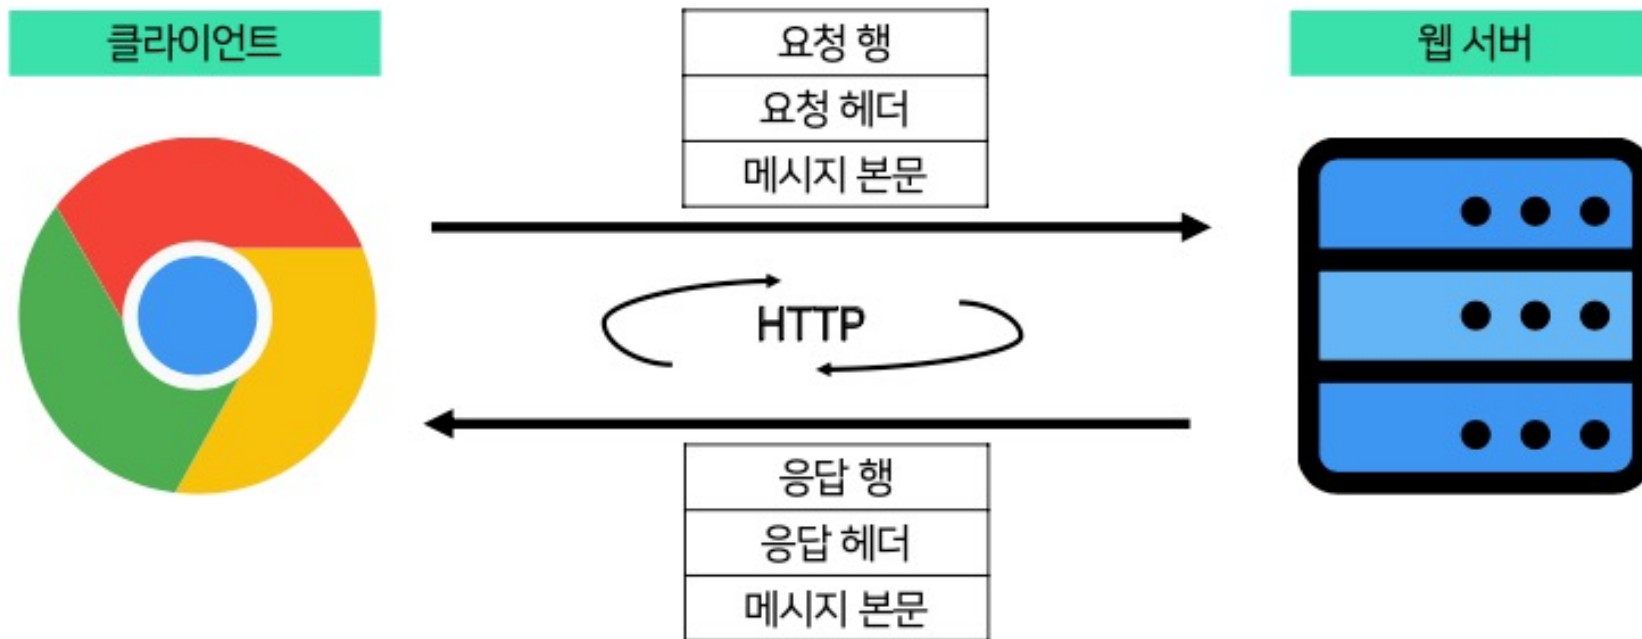 클라이언트
요청 행
요청 헤더
메시지 본문
웹 서버
HTTP
응답 행
응답 헤더
메시지 본문